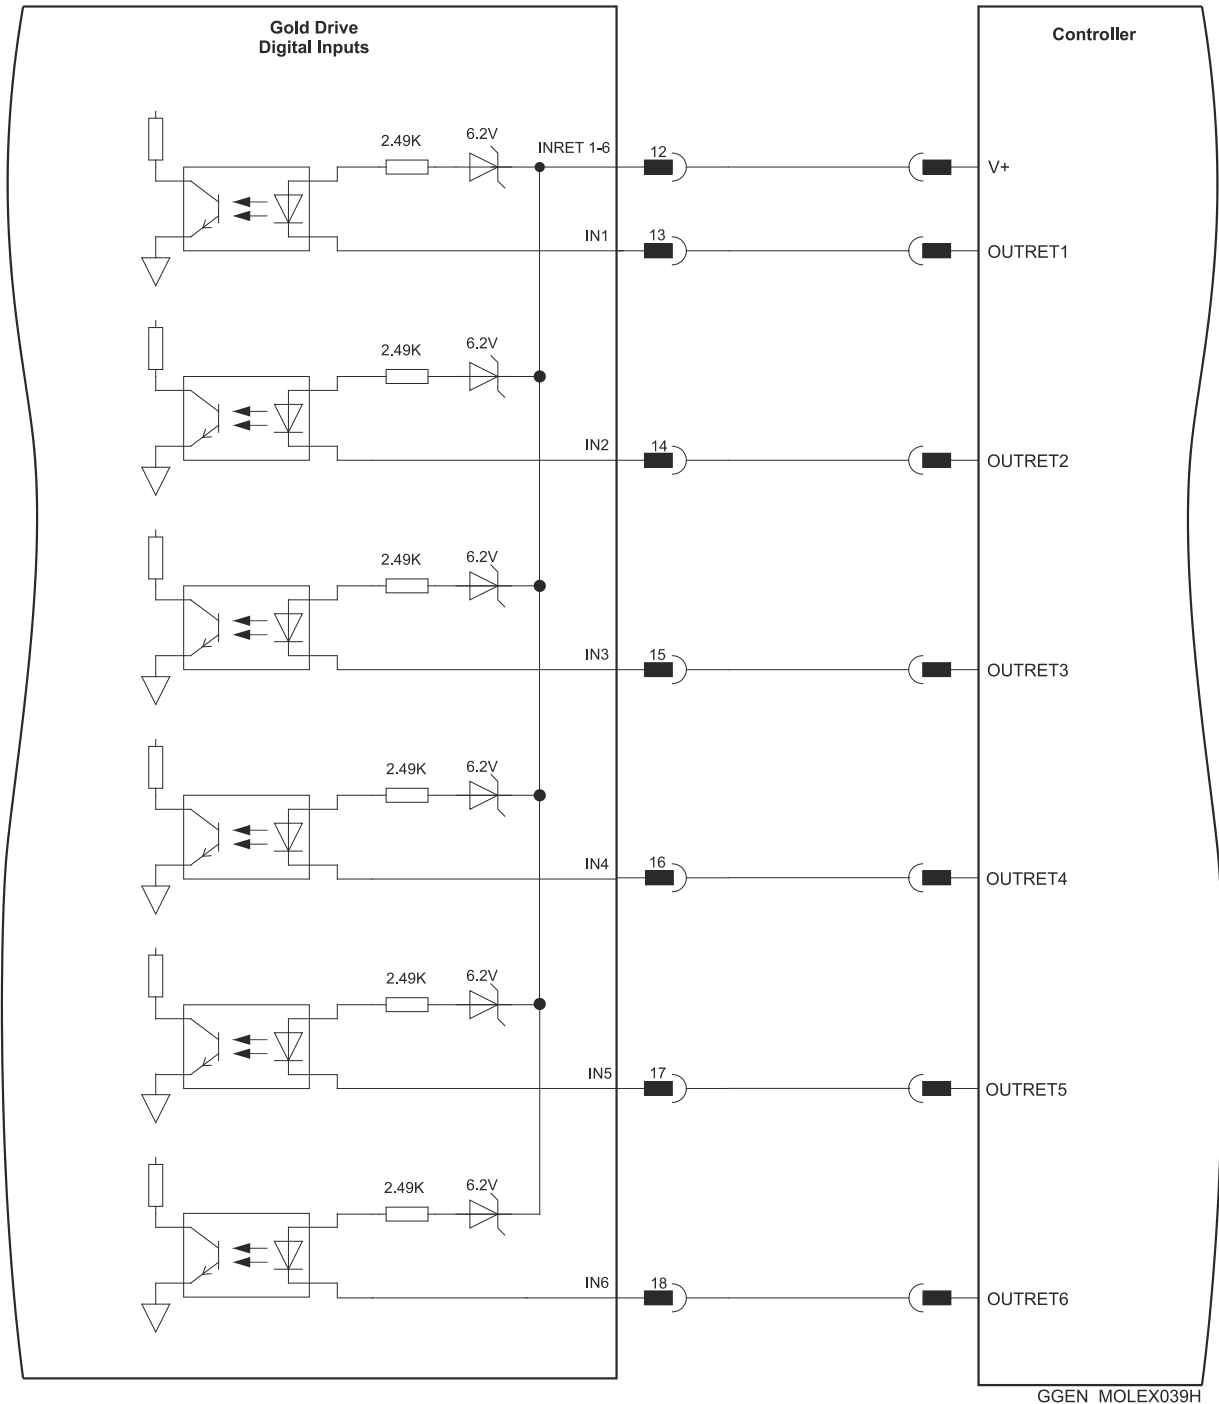 Gold Drive
Digital Inputs
Controller
2.49K
6.2V
INRET 1-6
12
V+
IN1
13
OUTRET1
2.49K
6.2V
IN2
14
OUTRET2
2.49K
6.2V
IN3
15
OUTRET3
2.49K
6.2V
IN4
16
OUTRET4
2.49K
6.2V
IN5
17
OUTRET5
2.49K
6.2V
IN6
18
OUTRET6
GGEN_MOLEX039H